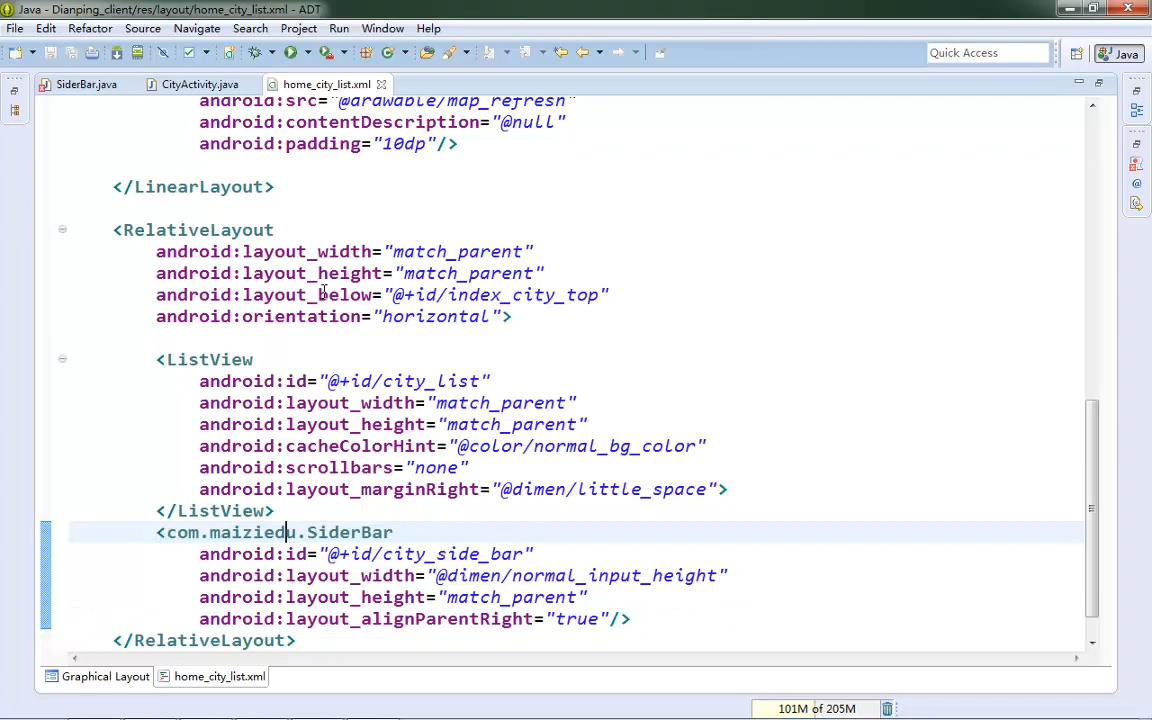 Java - Dianping_client/res/layout/home_city_list.xml - ADT
File Edit Refactor Source Navigate Search Project Run Window Help
Quick Access
Java
SiderBar.java CityActivity.java home_city_list.xml
android:src="@drawable/map_refresh"
android:contentDescription="@null"
android:padding="10dp"/>
</LinearLayout>
<RelativeLayout
android:layout_width="match_parent"
android:layout_height="match_parent"
android:layout_below="@+id/index_city_top"
android:orientation="horizontal">
<ListView
android:id="@+id/city_list"
android:layout_width="match_parent"
android:layout_height="match_parent"
android:cacheColorHint="@color/normal_bg_color"
android:scrollbars="none"
android:layout_marginRight="@dimen/little_space">
</ListView>
<com.maiziedu.SiderBar
android:id="@+id/city_side_bar"
android:layout_width="@dimen/normal_input_height"
android:layout_height="match_parent"
android:layout_alignParentRight="true"/>
</RelativeLayout>
Graphical Layout home_city_list.xml
101M of 205M